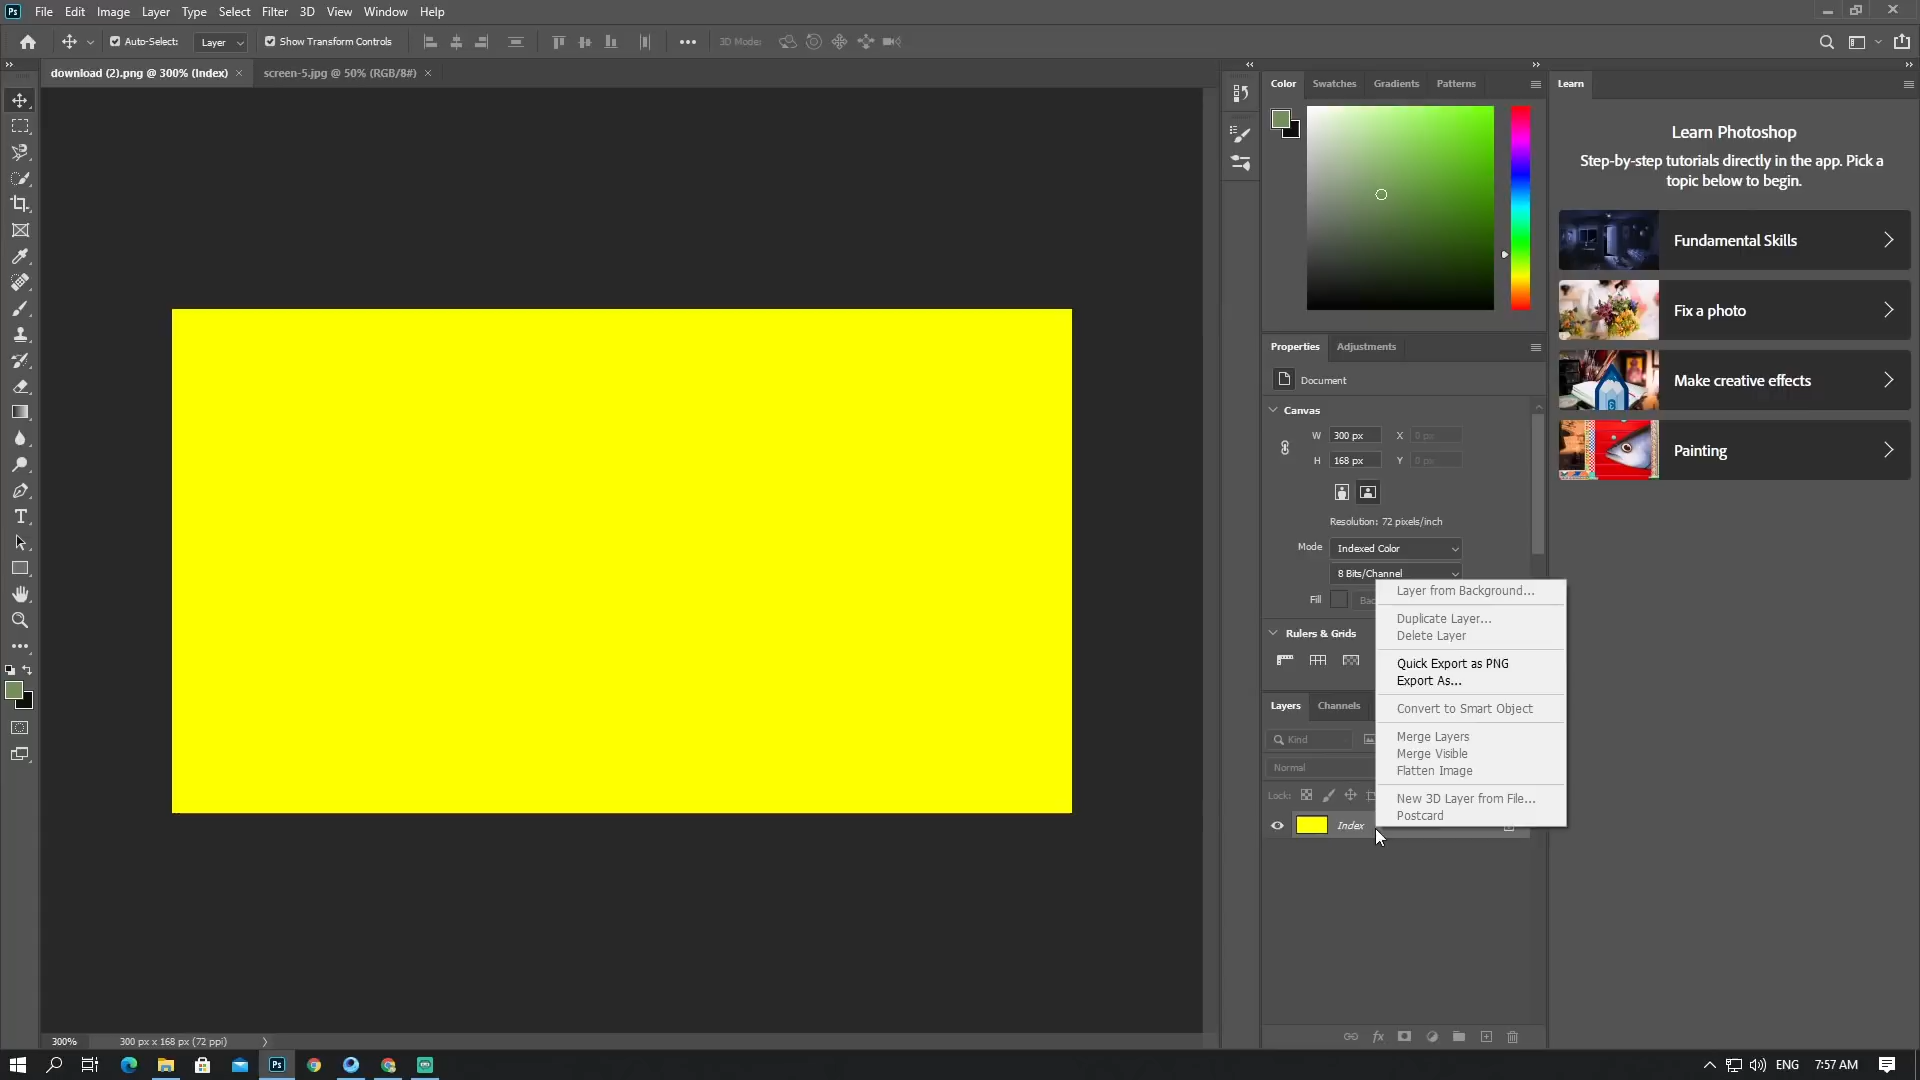 Ps File Edit Image Layer Type Select Filter 3D View Window Help
Auto-Select: Layer Show Transform Controls 3D Mode:
download (2).png @ 300% (Index) × screen-5.jpg @ 50% (RGB/8#) ×
Color Swatches Gradients Patterns
Learn
Learn Photoshop
Step-by-step tutorials directly in the app. Pick a
topic below to begin.
Fundamental Skills
Fix a photo
Make creative effects
Painting
Properties Adjustments
Document
Canvas
W 300 px X 0 px
H 168 px Y 0 px
Resolution: 72 pixels/inch
Mode Indexed Color
8 Bits/Channel
Fill
Rulers & Grids
Layer from Background...
Duplicate Layer...
Delete Layer
Quick Export as PNG
Export As...
Convert to Smart Object
Merge Layers
Merge Visible
Flatten Image
New 3D Layer from File...
Postcard
Layers Channels
Kind
Normal
Lock:
Index
300% 300 px x 168 px (72 ppi)
Ps ENG 7:57 AM